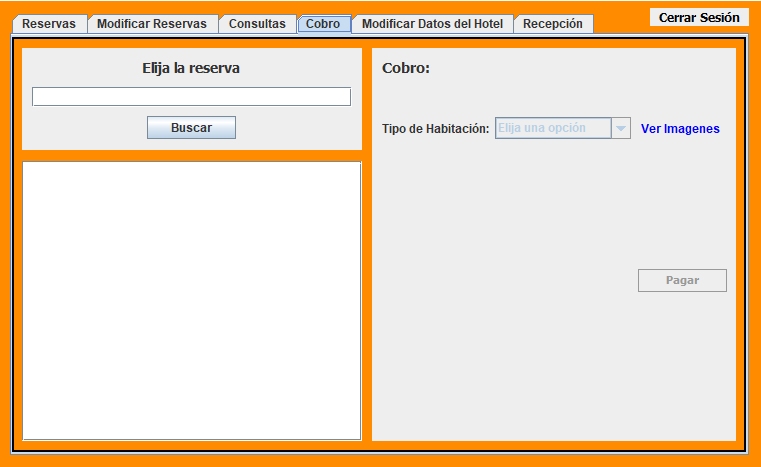 Reservas Modificar Reservas Consultas Cobro Modificar Datos del Hotel Recepción Cerrar Sesión
Elija la reserva
Buscar
Cobro:
Tipo de Habitación: Elija una opción Ver Imagenes
Pagar